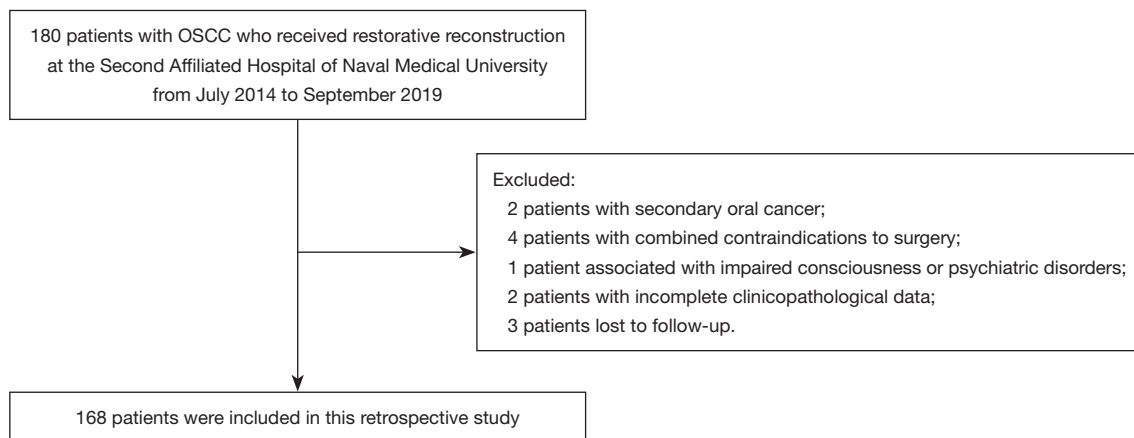 180 patients with OSCC who received restorative reconstruction
at the Second Affiliated Hospital of Naval Medical University
from July 2014 to September 2019
Excluded:
2 patients with secondary oral cancer;
4 patients with combined contraindications to surgery;
1 patient associated with impaired consciousness or psychiatric disorders;
2 patients with incomplete clinicopathological data;
3 patients lost to follow-up.
168 patients were included in this retrospective study